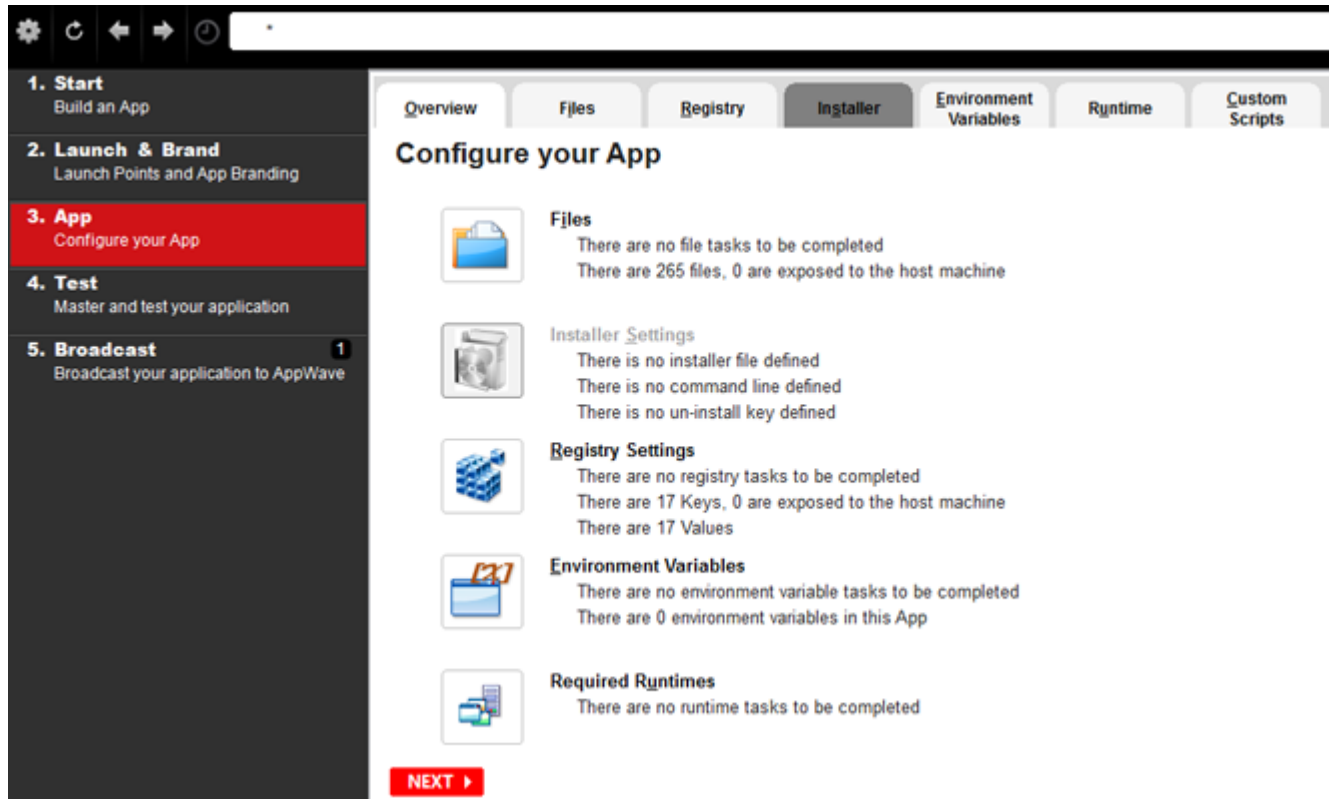 *
1. Start
Build an App
2. Launch & Brand
Launch Points and App Branding
3. App
Configure your App
4. Test
Master and test your application
5. Broadcast 1
Broadcast your application to AppWave
Overview
Files
Registry
Installer
Environment
Variables
Runtime
Custom
Scripts
Configure your App
Files
There are no file tasks to be completed
There are 265 files, 0 are exposed to the host machine
Installer Settings
There is no installer file defined
There is no command line defined
There is no un-install key defined
Registry Settings
There are no registry tasks to be completed
There are 17 Keys, 0 are exposed to the host machine
There are 17 Values
[X]
Environment Variables
There are no environment variable tasks to be completed
There are 0 environment variables in this App
Required Runtimes
There are no runtime tasks to be completed
NEXT